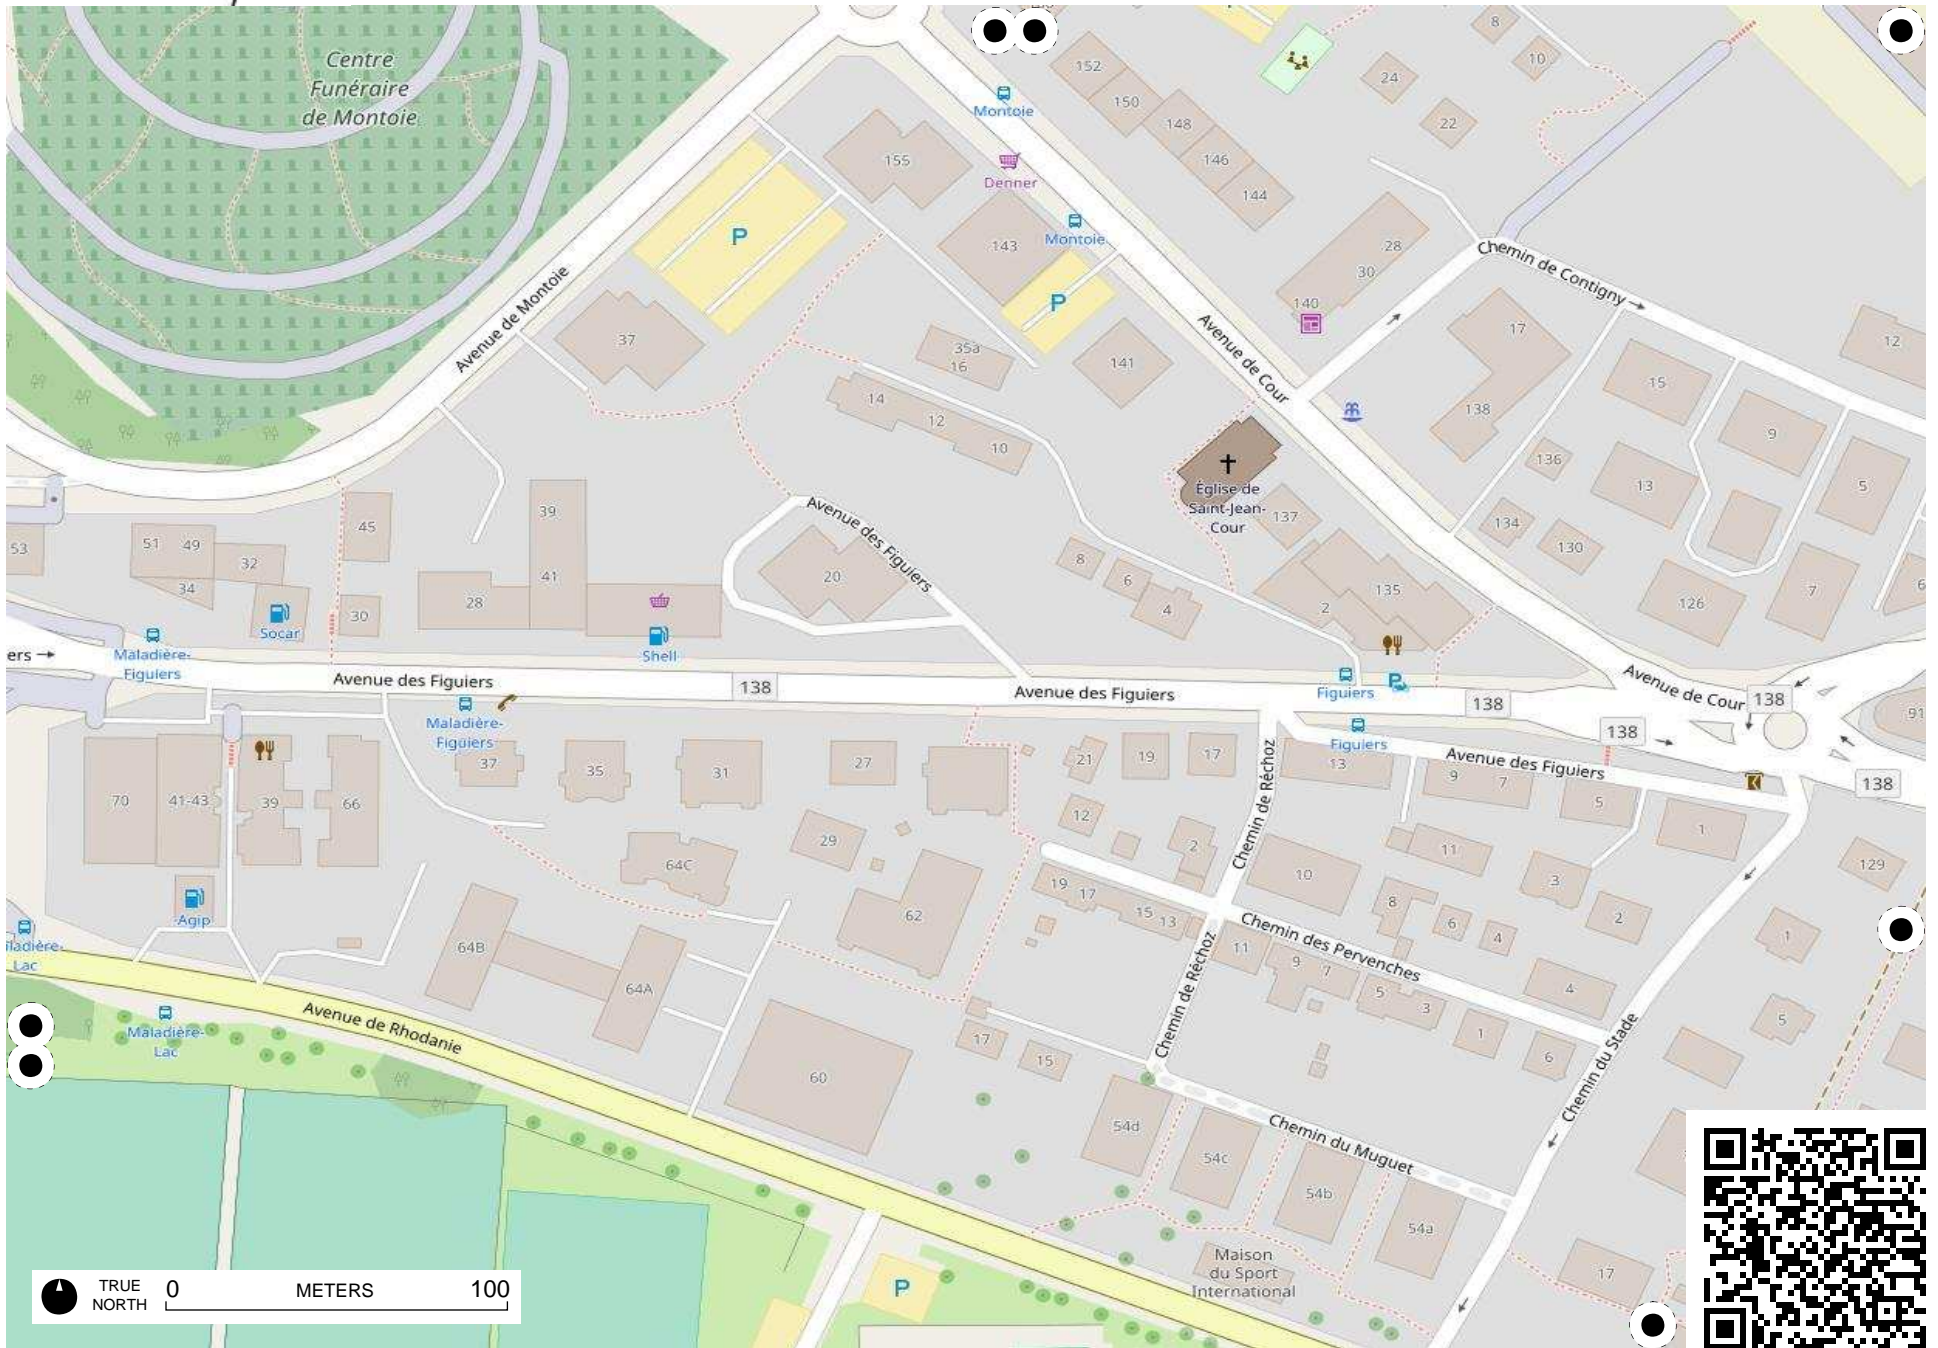 Centre
Funéraire
de Montoie
8
10
152
24
150
Montoie
22
148
146
155
Denner
144
P
Montoie
143
28
30
Chemin de Contigny
P
140
Avenue de Montoie
37
Avenue de Cour
17
12
35a
16
141
15
14
12
10
138
9
136
13
5
Église de
Saint-Jean-
Cour
137
45
39
Avenue des Figuiers
134
53
51
49
32
34
130
28
41
20
8
6
4
2
135
126
7
6
30
Socar
Maladière-
Figuiers
ers
Shell
Avenue des Figuiers
138
Avenue des Figuiers
Figuiers
P
138
Avenue de Cour
138
91
Maladière-
Figuiers
Figuiers
138
138
37
35
31
27
21
19
17
13
Avenue des Figuiers
9
7
5
1
70
41-43
39
66
12
Chemin de Réchoz
29
64C
2
11
129
10
3
19
17
15
13
8
6
4
2
1
Agip
62
64B
64A
Chemin de Réchoz
11
Chemin des Pervenches
9
7
5
3
1
6
4
5
iladière-
Lac
Maladière-
Lac
Avenue de Rhodanie
17
15
60
Chemin du Stade
54d
Chemin du Muguet
54c
54b
54a
Maison
du Sport
International
17
P
TRUE
NORTH
0
METERS
100